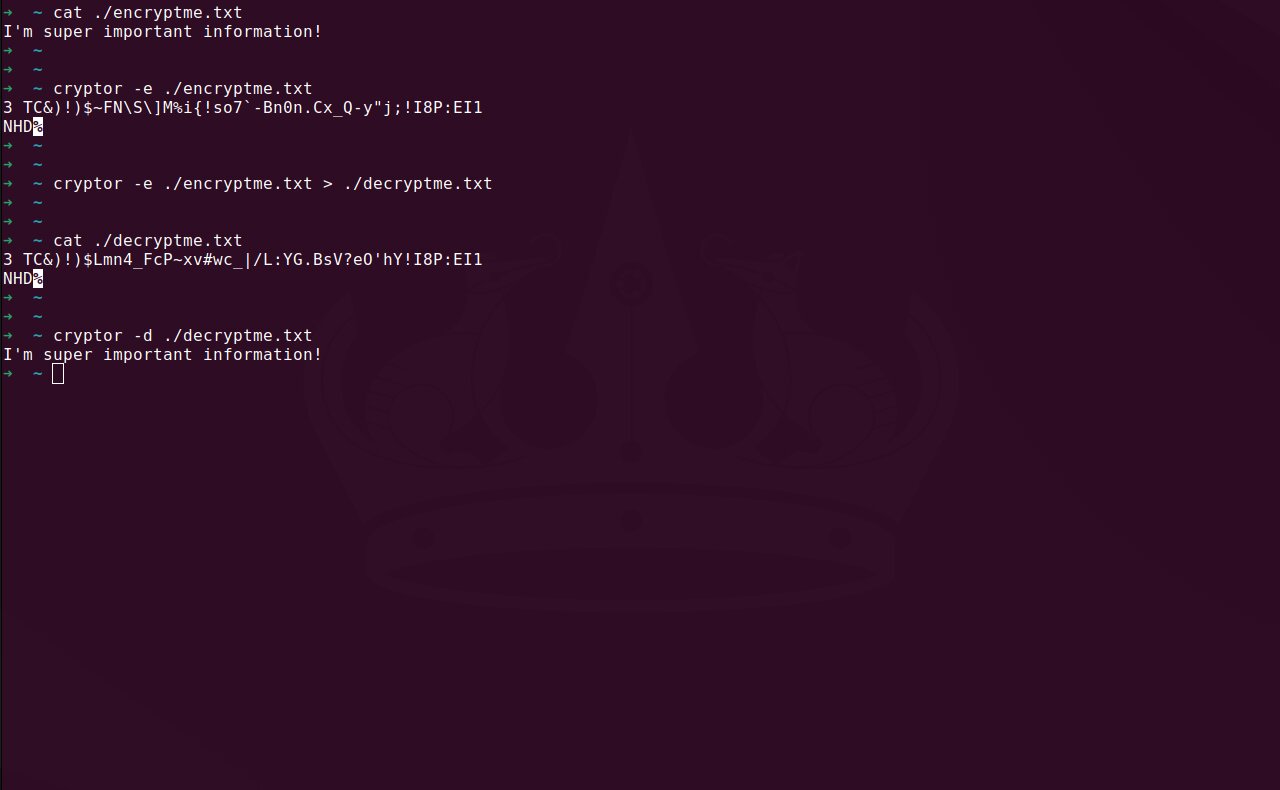 ➜  ~ cat ./encryptme.txt
I'm super important information!
➜  ~
➜  ~
➜  ~ cryptor -e ./encryptme.txt
3 TC&)!)$~FN\S\]M%i{!so7`-Bn0n.Cx_Q-y"j;!I8P:EI1
NHD%
➜  ~
➜  ~
➜  ~ cryptor -e ./encryptme.txt > ./decryptme.txt
➜  ~
➜  ~
➜  ~ cat ./decryptme.txt
3 TC&)!)$Lmn4_FcP~xv#wc_|/L:YG.BsV?eO'hY!I8P:EI1
NHD%
➜  ~
➜  ~
➜  ~ cryptor -d ./decryptme.txt
I'm super important information!
➜  ~